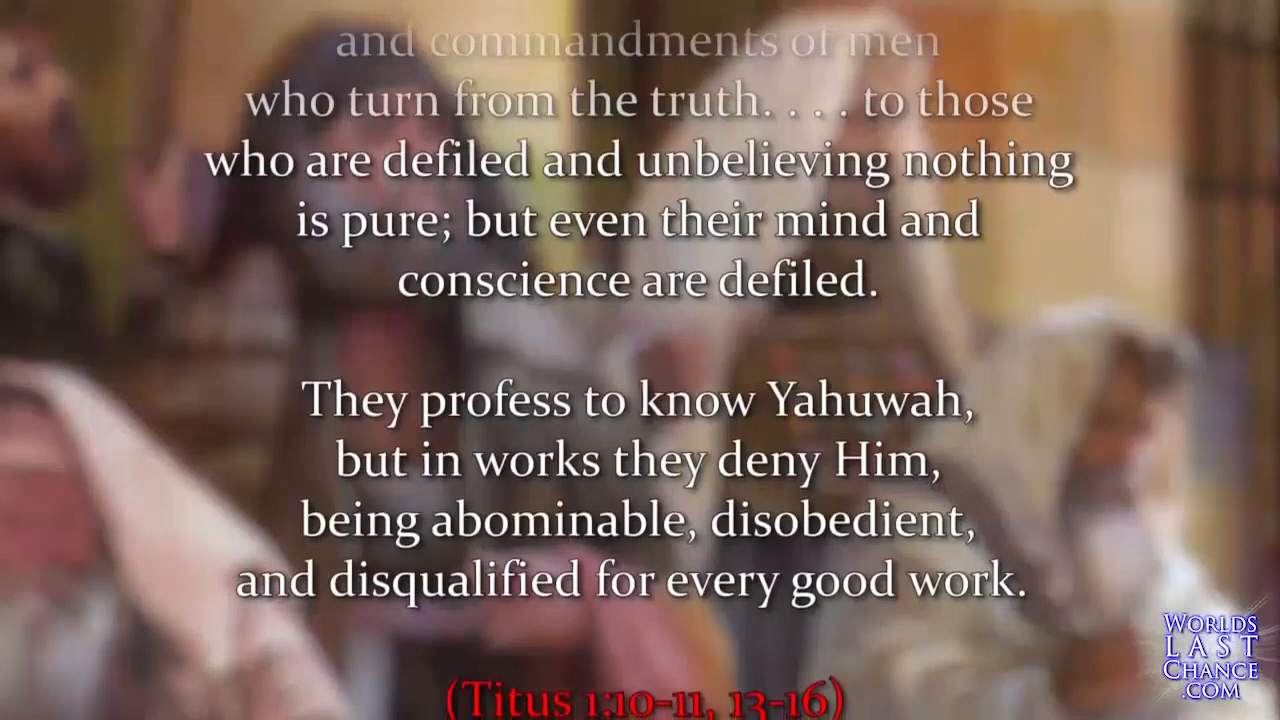 and commandments of men
who turn from the truth. . . . to those
who are defiled and unbelieving nothing
is pure; but even their mind and
conscience are defiled.
They profess to know Yahuwah,
but in works they deny Him,
being abominable, disobedient,
and disqualified for every good work.
(Titus 1:10-11, 13-16)
WORLDS
LAST
CHANCE
.COM